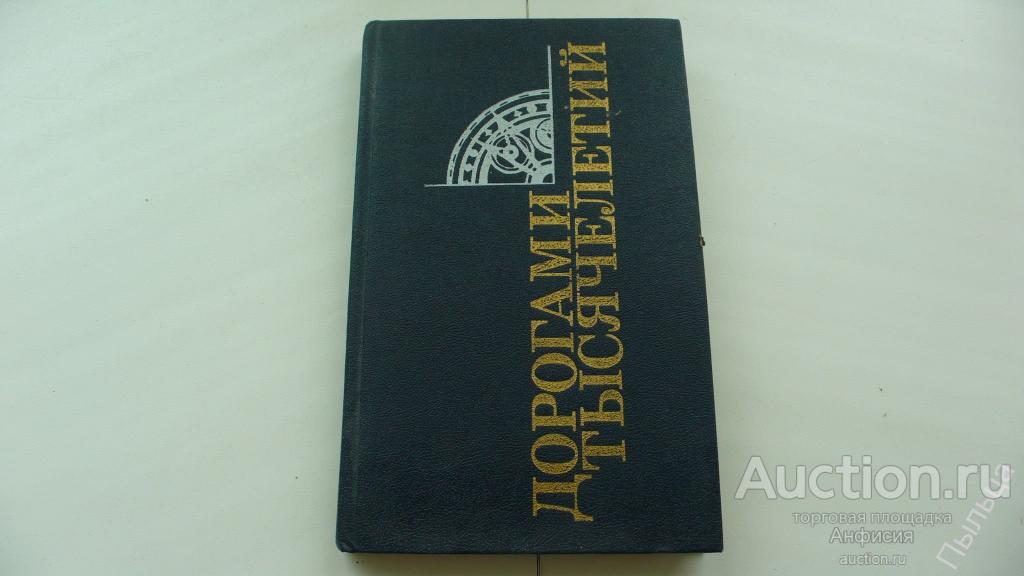 ДОРОГАМИ
ТЫСЯЧЕЛЕТИЙ
Auction.ru
торговая площадка
Анфисия
auction.ru